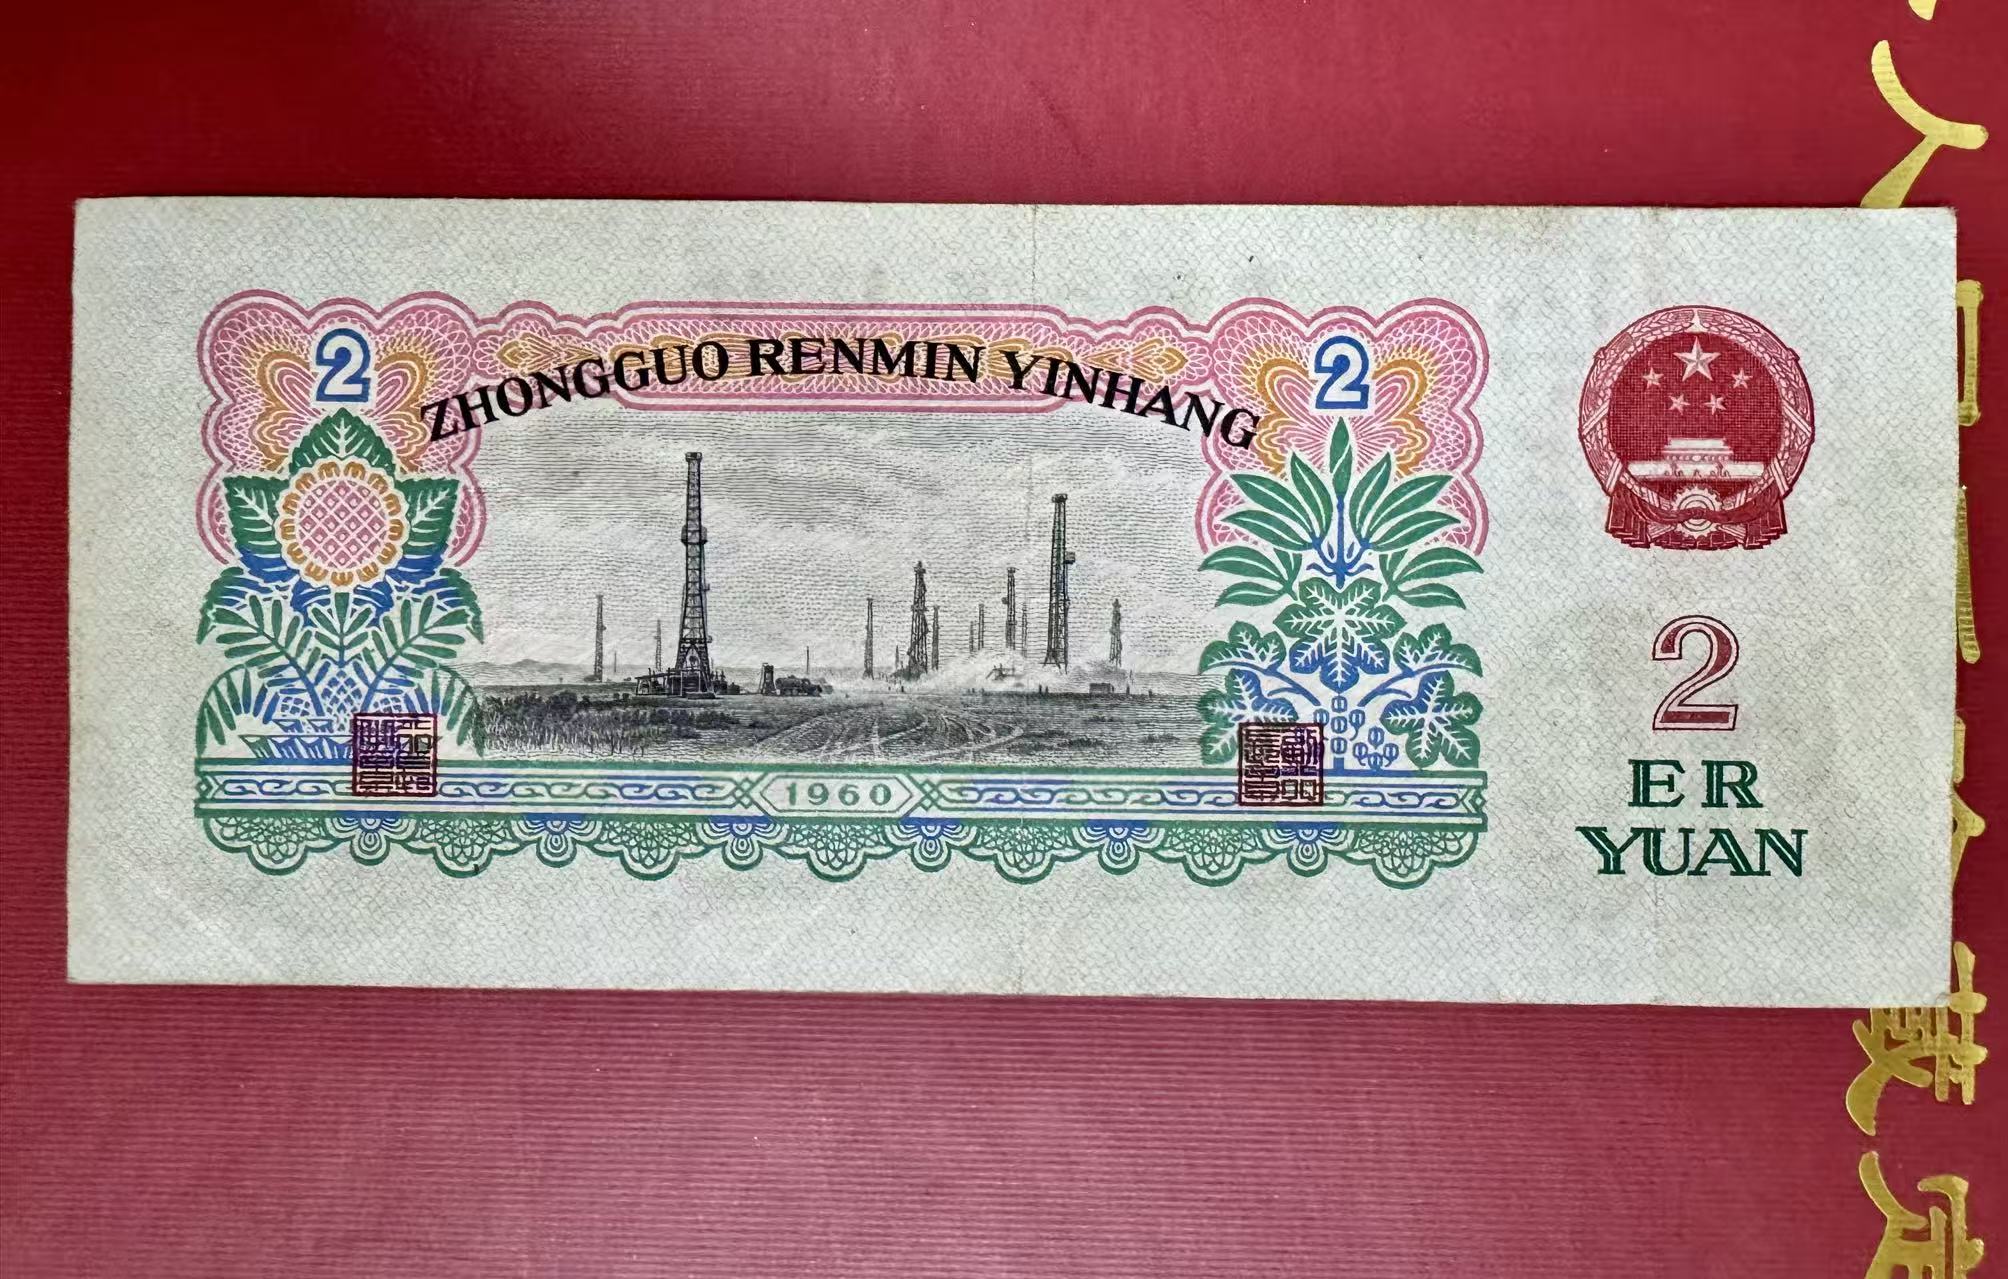 ZHONGGUO RENMIN YINHANG
2
2
1960
2
ER
YUAN